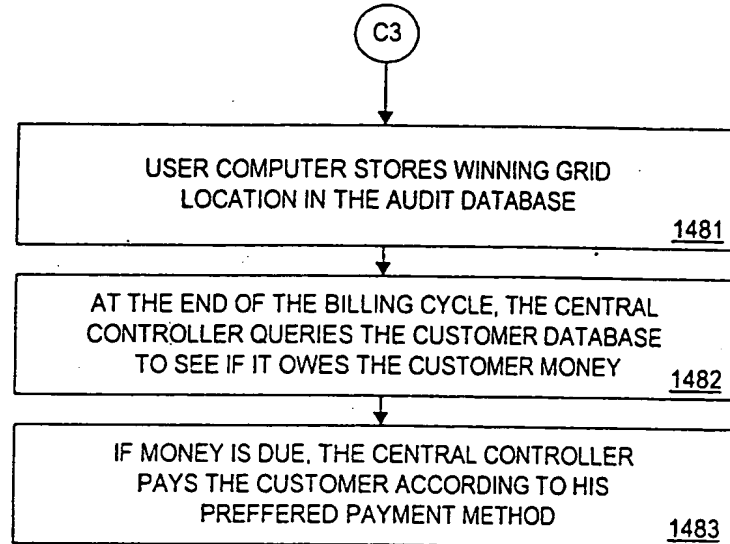 C3
USER COMPUTER STORES WINNING GRID
LOCATION IN THE AUDIT DATABASE
1481
AT THE END OF THE BILLING CYCLE, THE CENTRAL
CONTROLLER QUERIES THE CUSTOMER DATABASE
TO SEE IF IT OWES THE CUSTOMER MONEY
1482
IF MONEY IS DUE, THE CENTRAL CONTROLLER
PAYS THE CUSTOMER ACCORDING TO HIS
PREFFERED PAYMENT METHOD
1483